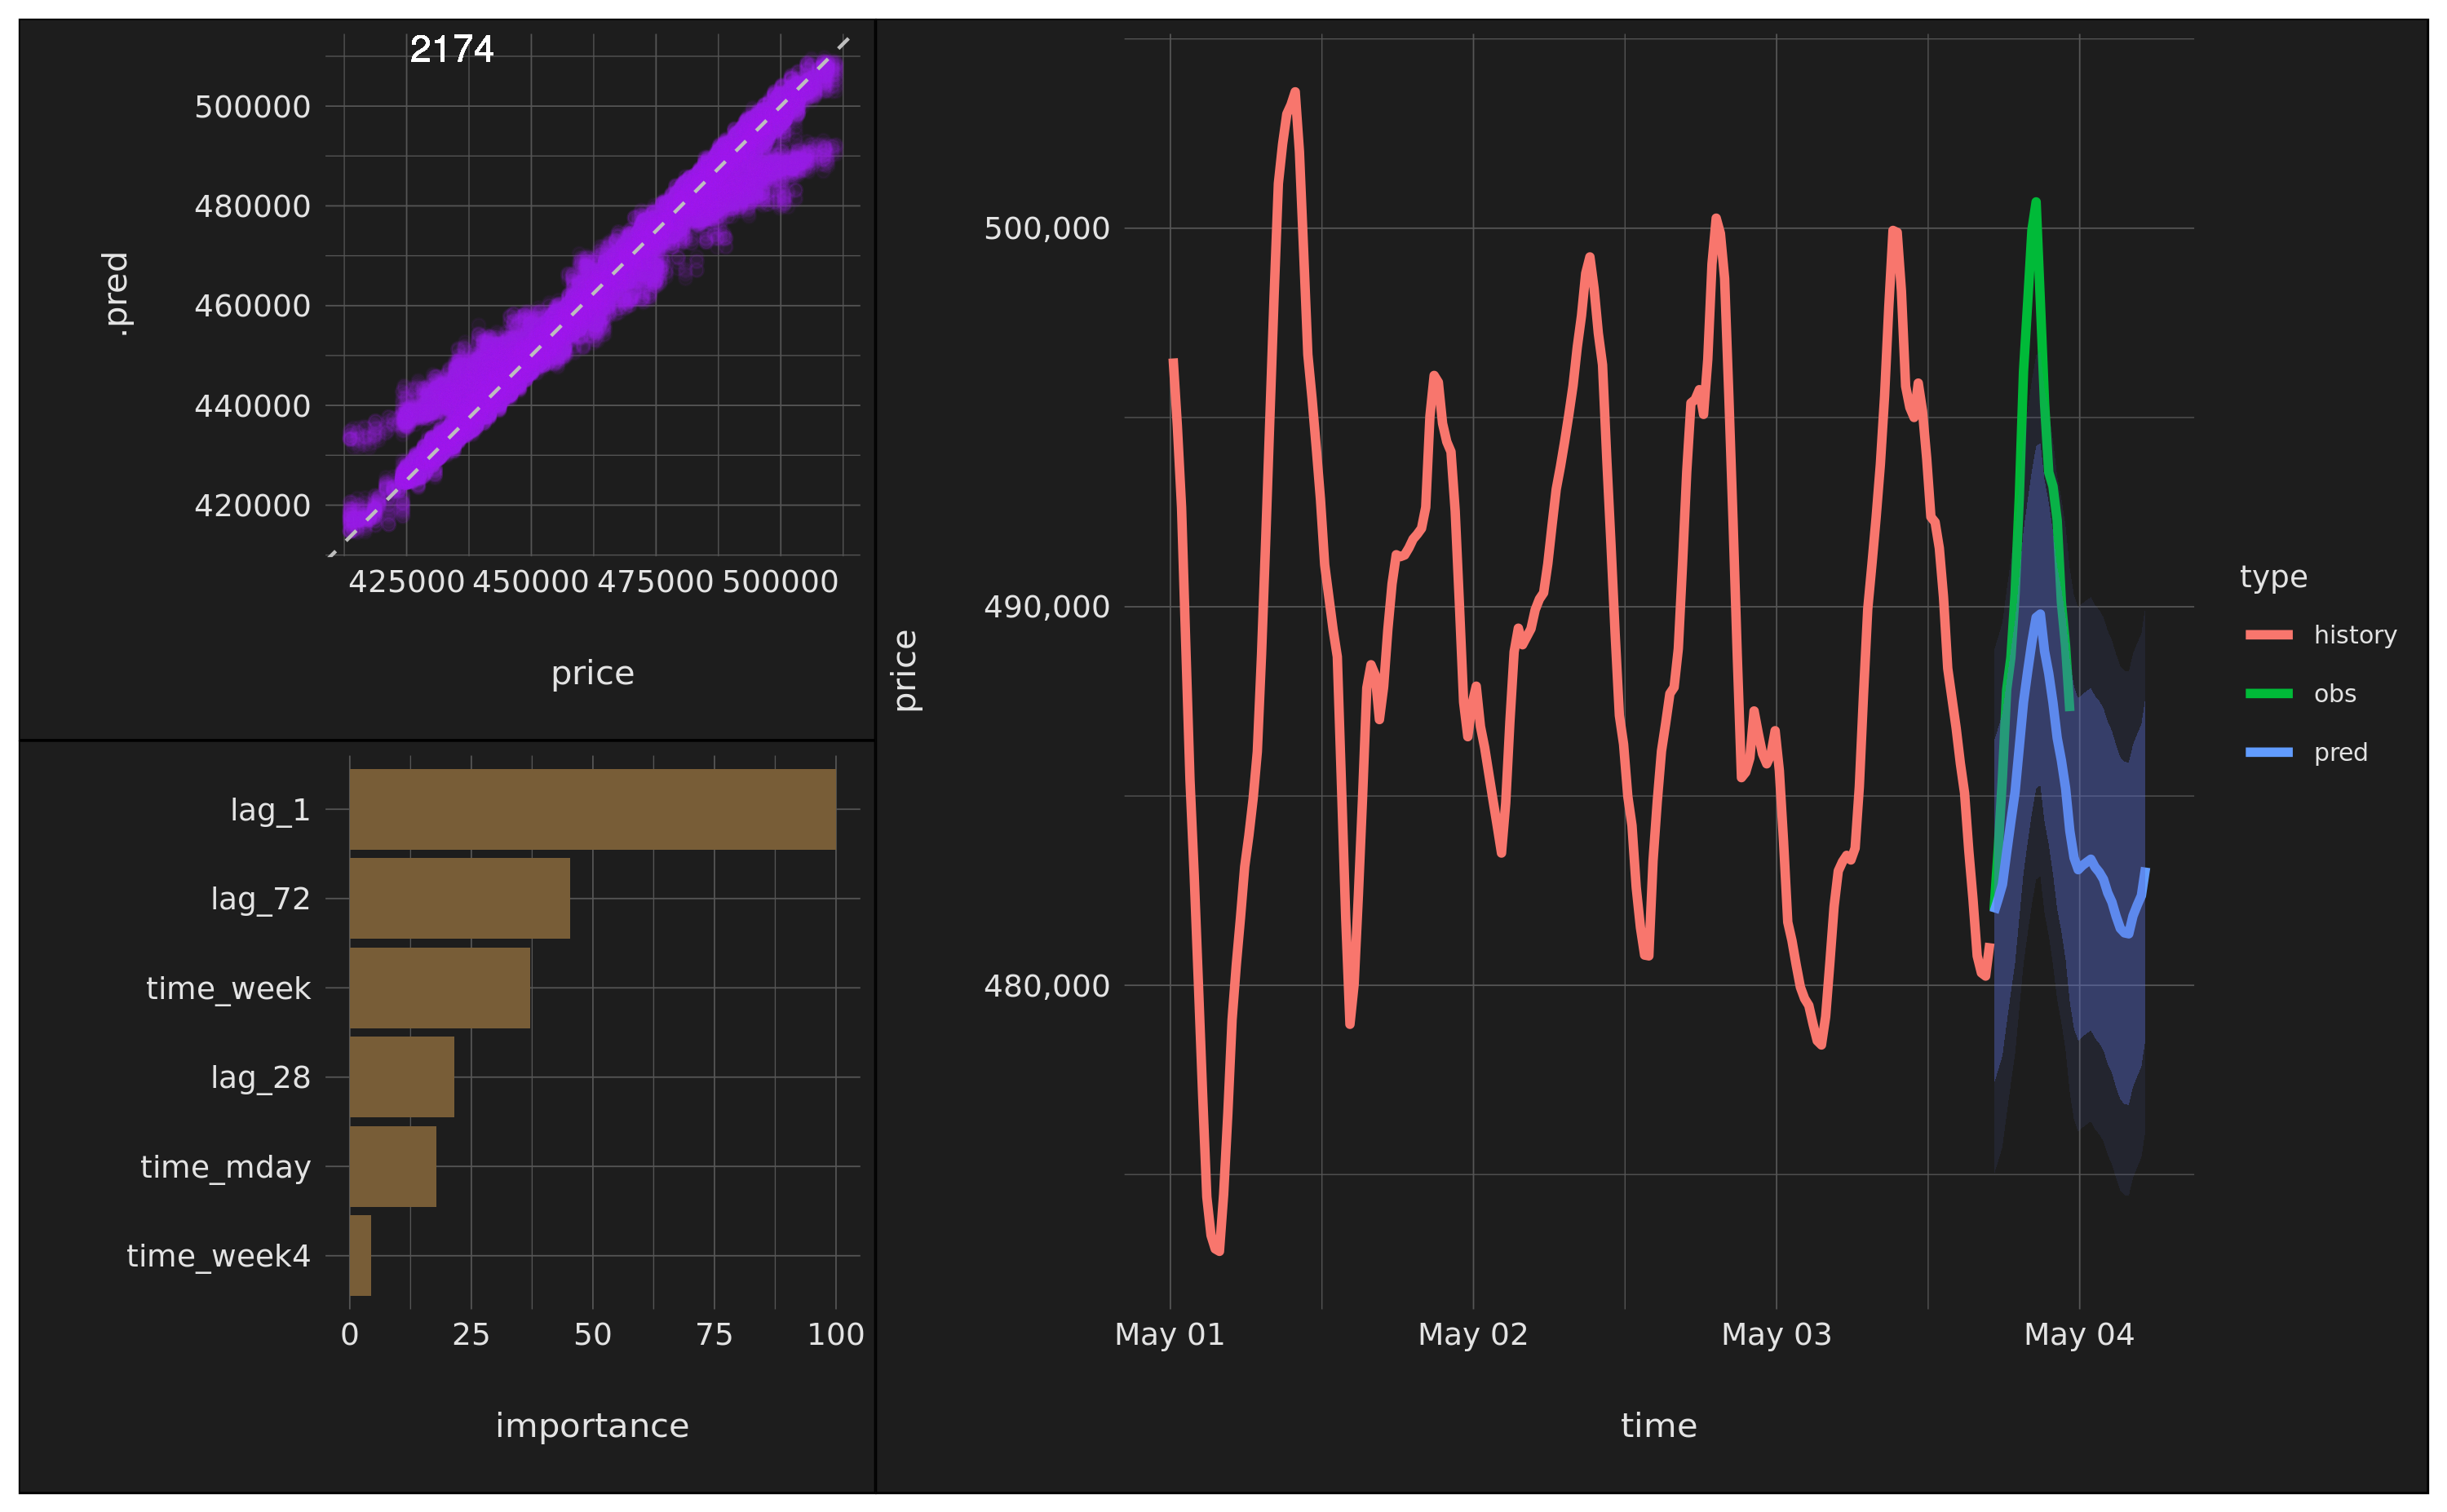 2174
500000
480000
460000
440000
420000
.pred
425000 450000 475000 500000
price
lag_1
lag_72
time_week
lag_28
time_mday
time_week4
0 25 50 75 100
importance
500,000
490,000
480,000
price
May 01 May 02 May 03 May 04
time
type
history
obs
pred